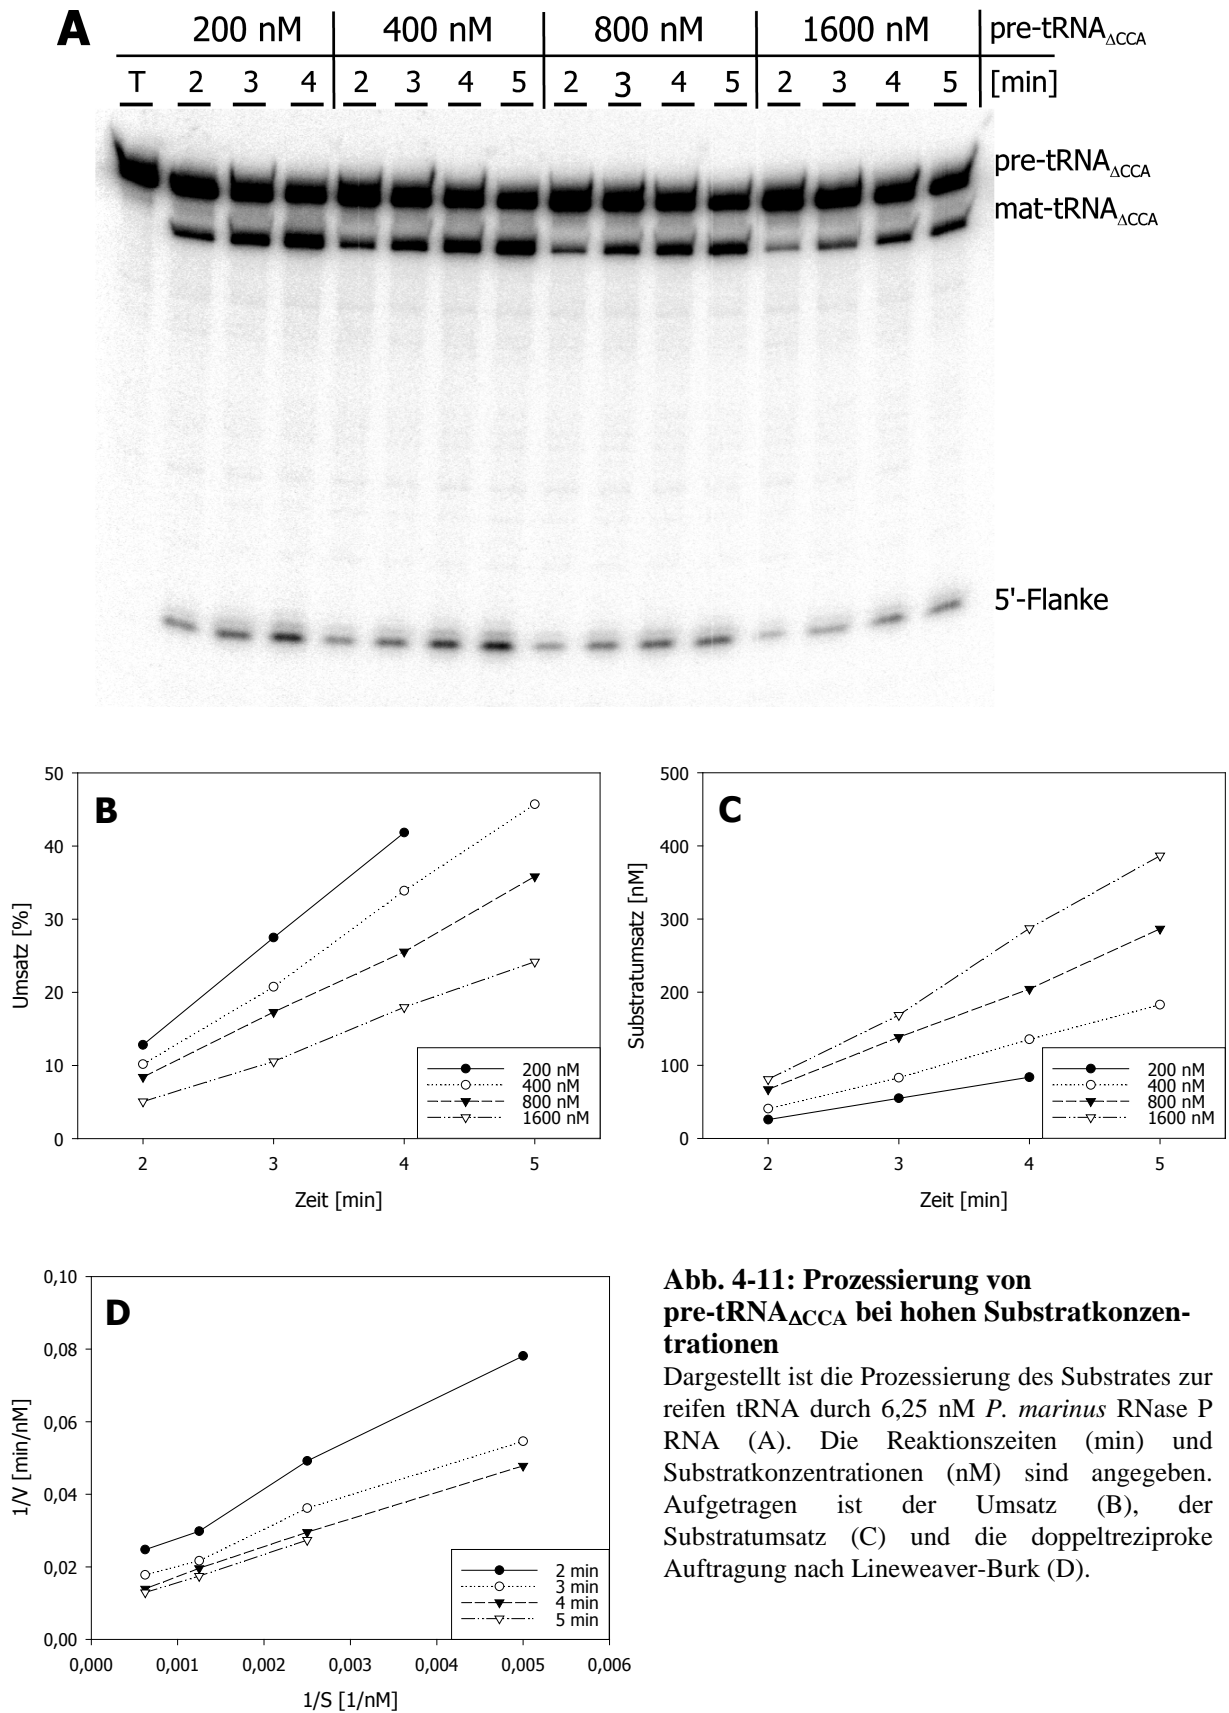 A
200 nM 400 nM 800 nM 1600 nM pre-tRNAΔCCA
T 2 3 4 2 3 4 5 2 3 4 5 2 3 4 5 [min]
pre-tRNAΔCCA
mat-tRNAΔCCA
5'-Flanke
B
Umsatz [%]
50
40
30
20
10
0
200 nM
400 nM
800 nM
1600 nM
2 3 4 5
Zeit [min]
C
Substratumsatz [nM]
500
400
300
200
100
0
200 nM
400 nM
800 nM
1600 nM
2 3 4 5
Zeit [min]
D
1/V [min/nM]
0,10
0,08
0,06
0,04
0,02
0,00
2 min
3 min
4 min
5 min
0,000 0,001 0,002 0,003 0,004 0,005 0,006
1/S [1/nM]
Abb. 4-11: Prozessierung von
pre-tRNAΔCCA bei hohen Substratkonzen-
trationen
Dargestellt ist die Prozessierung des Substrates zur
reifen tRNA durch 6,25 nM P. marinus RNase P
RNA (A). Die Reaktionszeiten (min) und
Substratkonzentrationen (nM) sind angegeben.
Aufgetragen ist der Umsatz (B), der
Substratumsatz (C) und die doppeltreziproke
Auftragung nach Lineweaver-Burk (D).